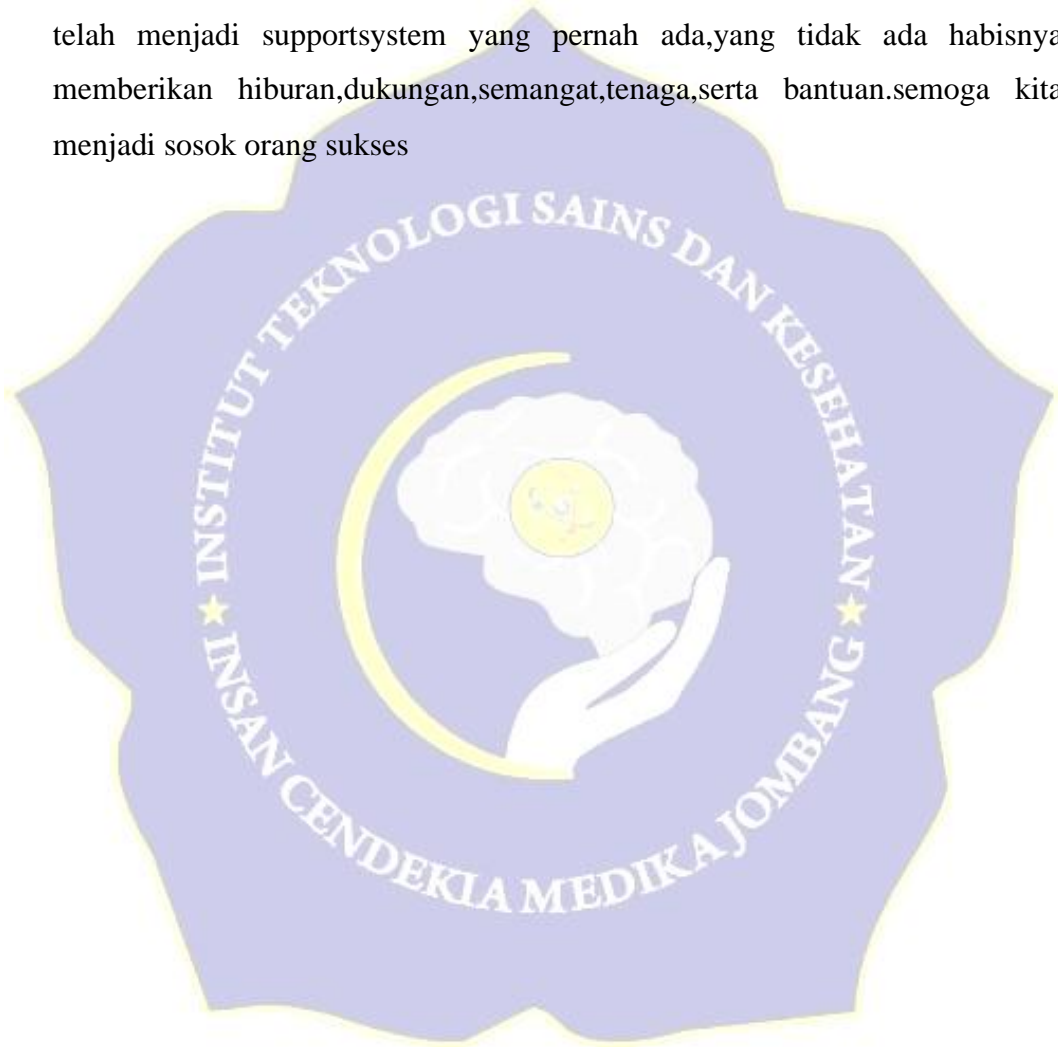 telah menjadi supportsystem yang pernah ada,yang tidak ada habisnya
memberikan hiburan,dukungan,semangat,tenaga,serta bantuan.semoga kita
menjadi sosok orang sukses
INSTITUT TEKNOLOGI SAINS DAN KESEHATAN
INSAN CENDEKIA MEDIKA JOMBANG